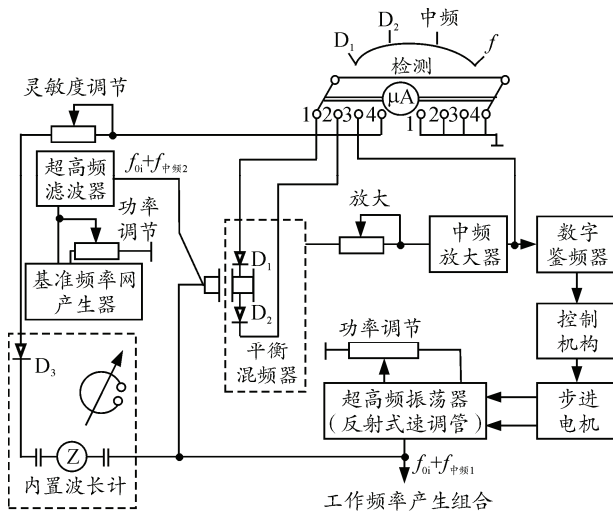 D₁
D₂
中频
f
检测
μA
1 2 3 4 1 2 3 4
灵敏度调节
超高频
滤波器
f₀ᵢ+f中频2
功率
调节
基准频率网
产生器
放大
中频
放大器
数字
鉴频器
D₁
D₂
平衡
混频器
控制
机构
功率调节
步进
电机
超高频振荡器
(反射式速调管)
D₃
Z
内置波长计
f₀ᵢ+f中频1
工作频率产生组合